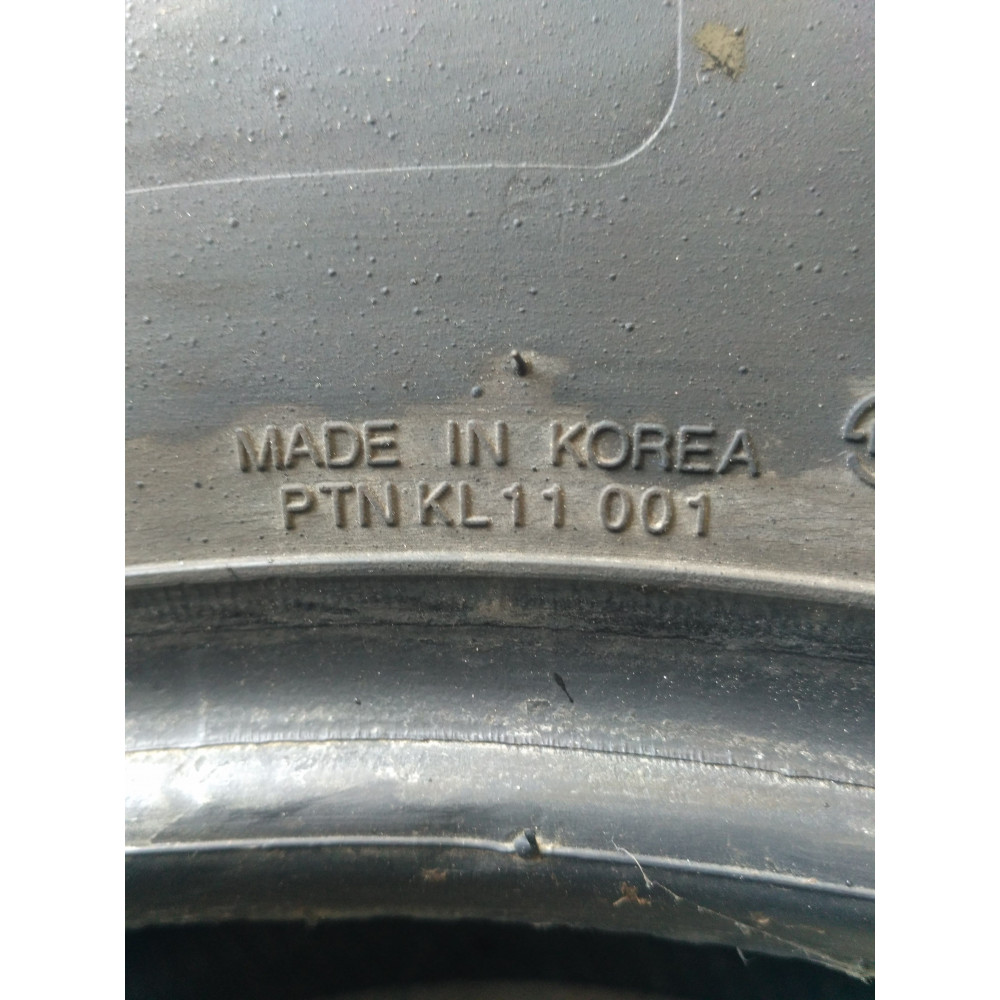 MADE IN KOREA
PTN KL11 001